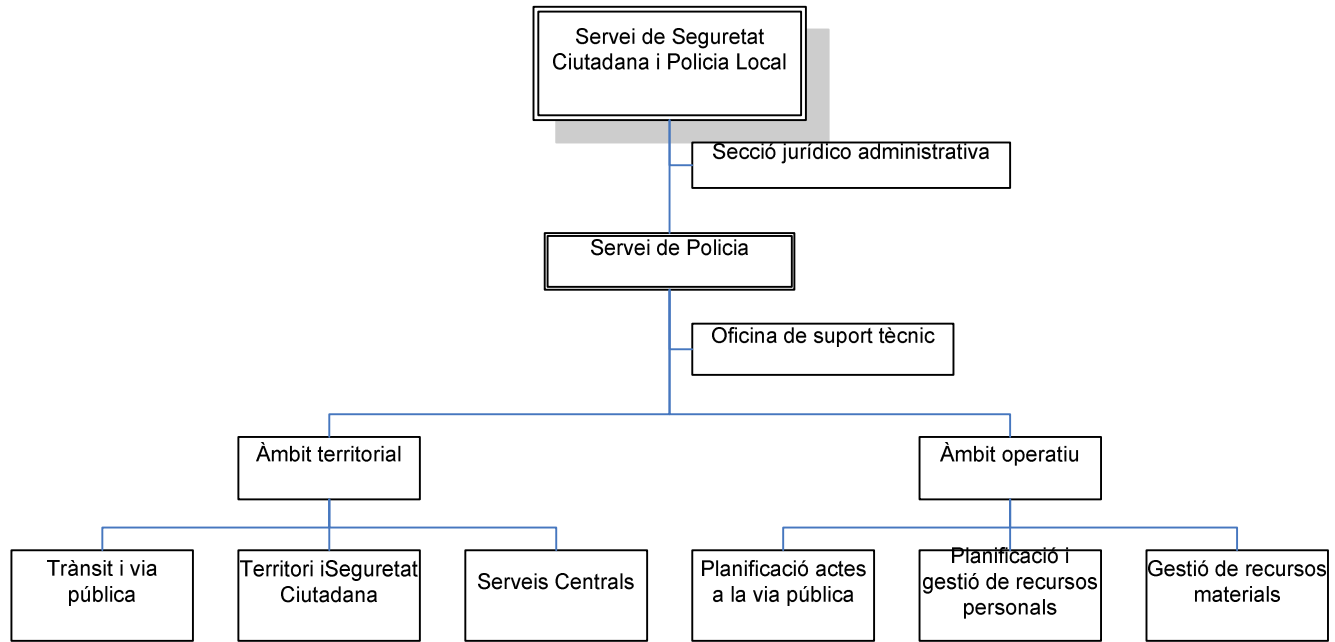 Servei de Seguretat
Ciutadana i Policia Local
Secció jurídico administrativa
Servei de Policia
Oficina de suport tècnic
Àmbit territorial
Àmbit operatiu
Trànsit i via
pública
Territori iSeguretat
Ciutadana
Serveis Centrals
Planificació actes
a la via pública
Planificació i
gestió de recursos
personals
Gestió de recursos
materials